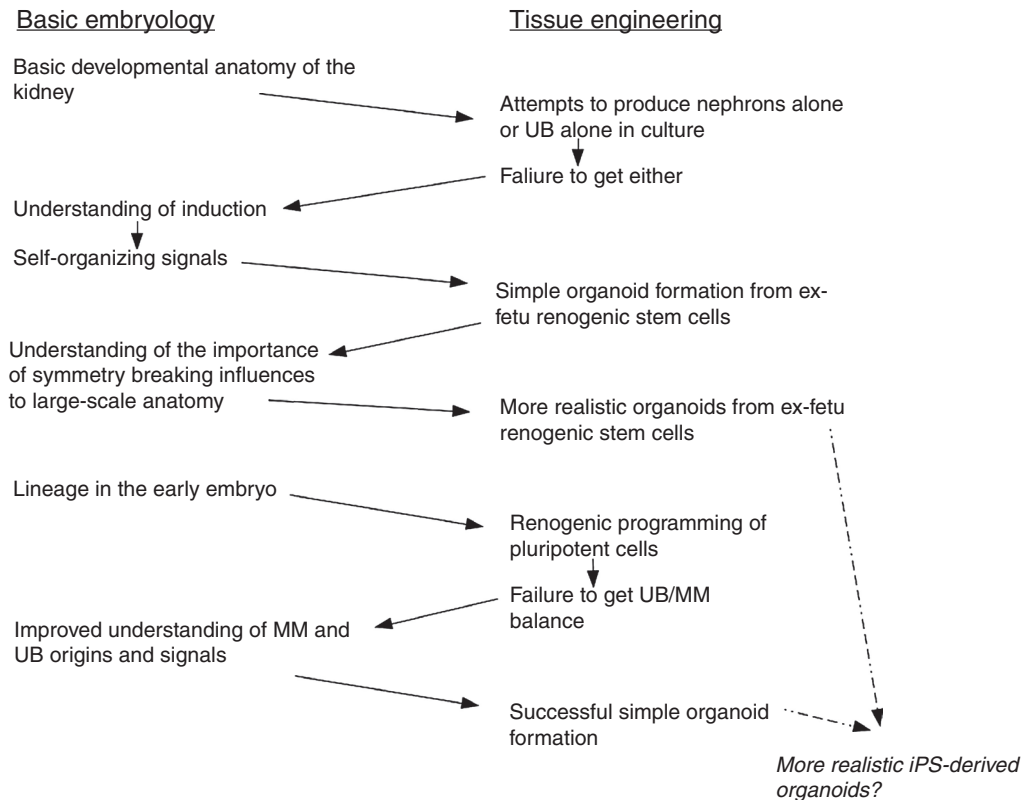 Basic embryology
Tissue engineering
Basic developmental anatomy of the
kidney
Attempts to produce nephrons alone
or UB alone in culture
Faliure to get either
Understanding of induction
Self-organizing signals
Simple organoid formation from ex-
fetu renogenic stem cells
Understanding of the importance
of symmetry breaking influences
to large-scale anatomy
More realistic organoids from ex-fetu
renogenic stem cells
Lineage in the early embryo
Renogenic programming of
pluripotent cells
Failure to get UB/MM
balance
Improved understanding of MM and
UB origins and signals
Successful simple organoid
formation
More realistic iPS-derived
organoids?